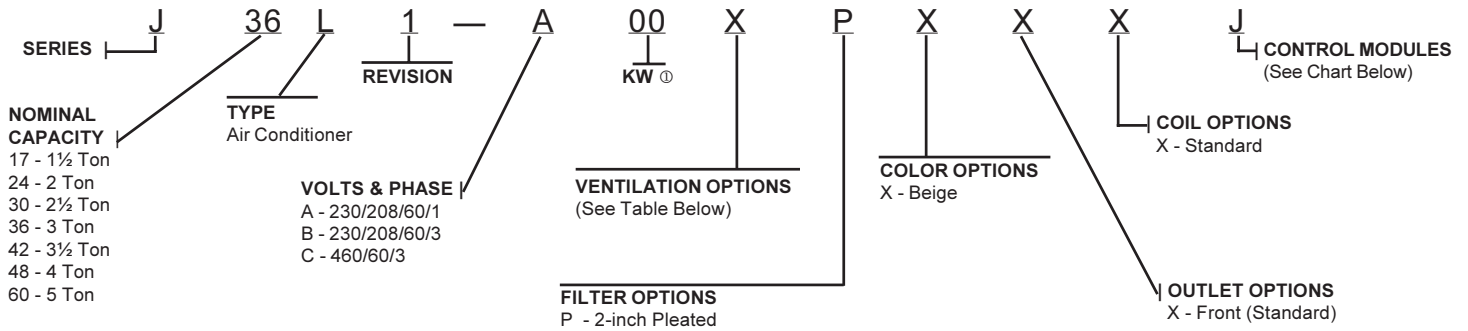 J 36 L 1 — A 00 X P X X X J
SERIES
CONTROL MODULES
(See Chart Below)
REVISION
KW ①
NOMINAL
CAPACITY
17 - 1½ Ton
24 - 2 Ton
30 - 2½ Ton
36 - 3 Ton
42 - 3½ Ton
48 - 4 Ton
60 - 5 Ton
TYPE
Air Conditioner
VOLTS & PHASE
A - 230/208/60/1
B - 230/208/60/3
C - 460/60/3
VENTILATION OPTIONS
(See Table Below)
FILTER OPTIONS
P - 2-inch Pleated
COLOR OPTIONS
X - Beige
COIL OPTIONS
X - Standard
OUTLET OPTIONS
X - Front (Standard)